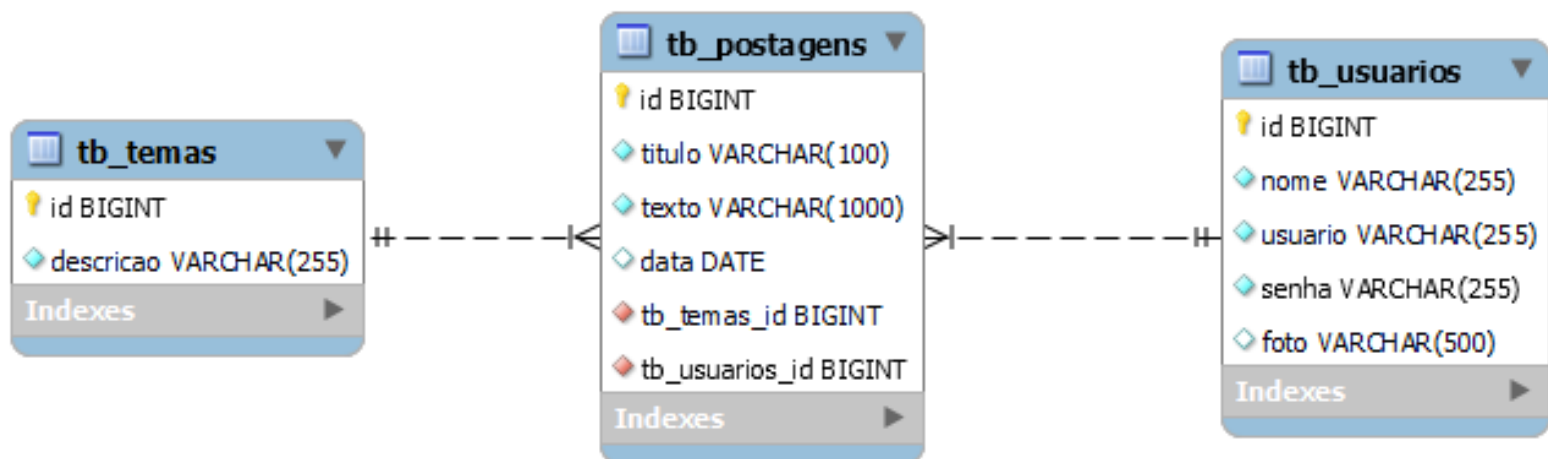 tb_temas
id BIGINT
descricao VARCHAR(255)
Indexes
tb_postagens
id BIGINT
titulo VARCHAR(100)
texto VARCHAR(1000)
data DATE
tb_temas_id BIGINT
tb_usuarios_id BIGINT
Indexes
tb_usuarios
id BIGINT
nome VARCHAR(255)
usuario VARCHAR(255)
senha VARCHAR(255)
foto VARCHAR(500)
Indexes